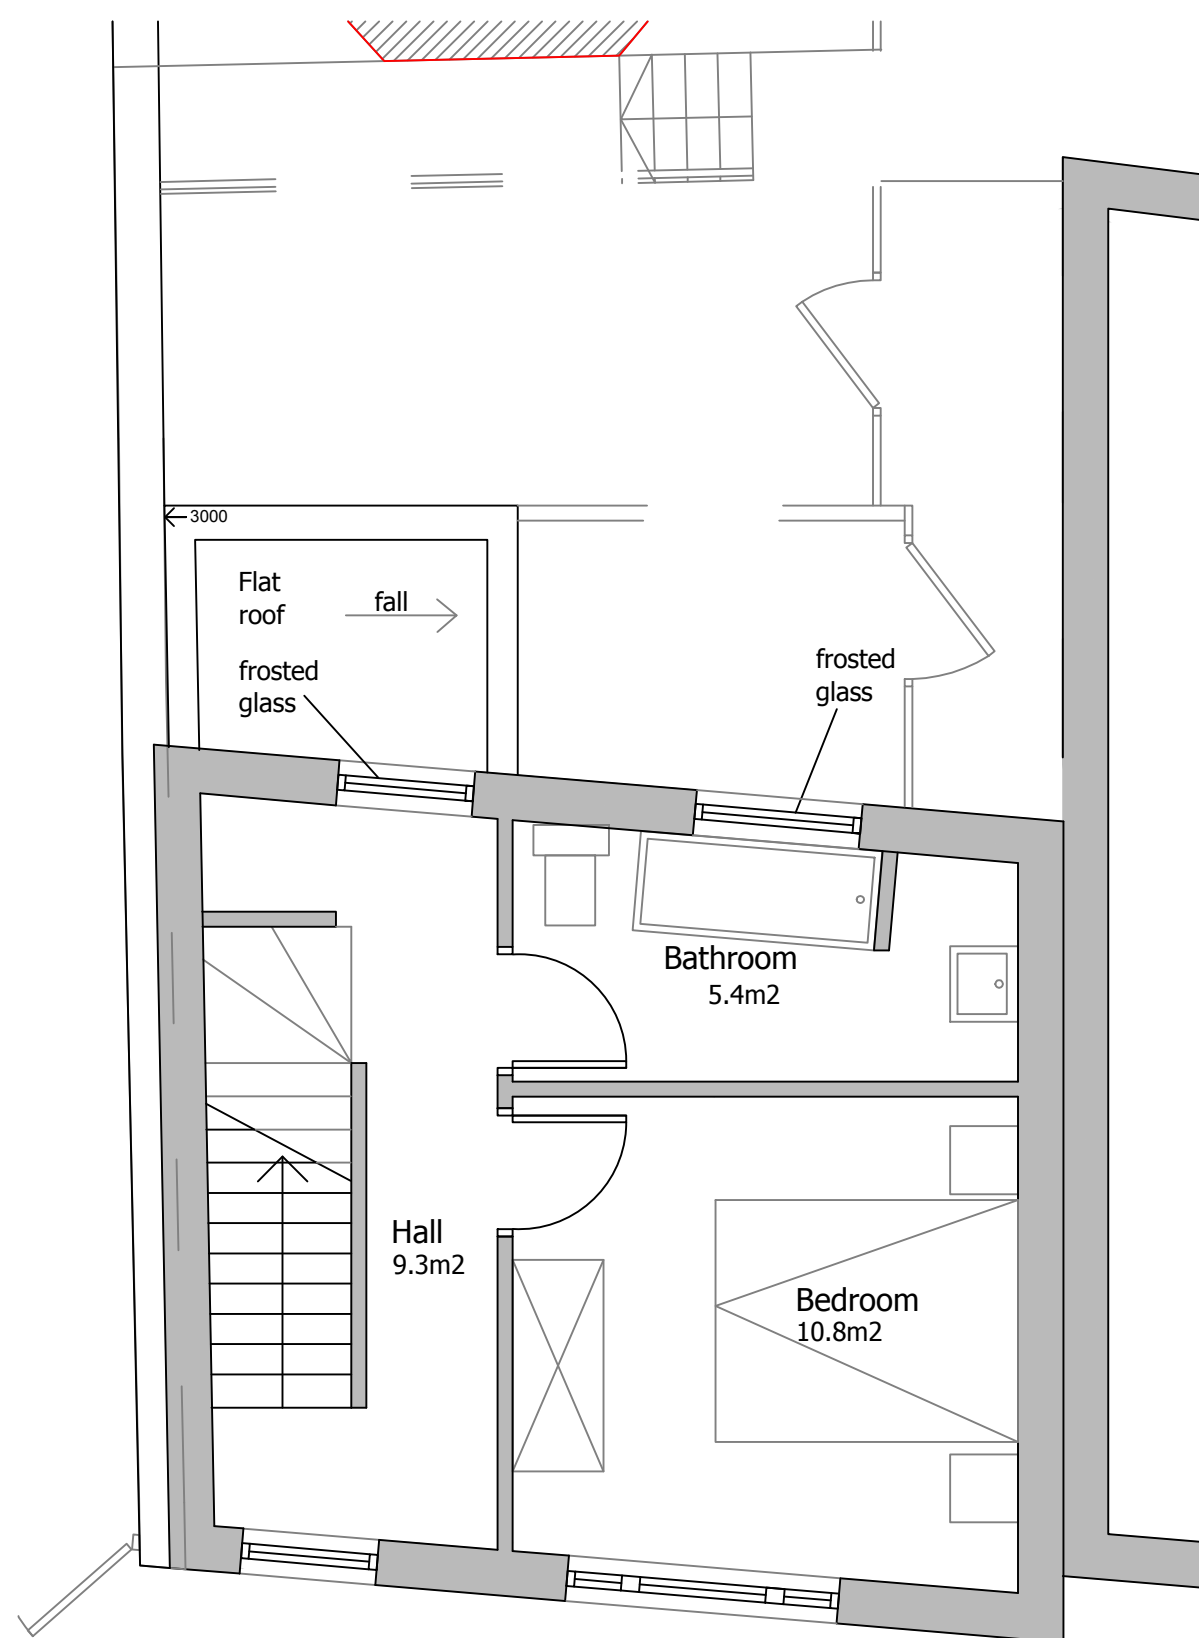 3000
Flat
roof
fall
frosted
glass
frosted
glass
Bathroom
5.4m2
Hall
9.3m2
Bedroom
10.8m2